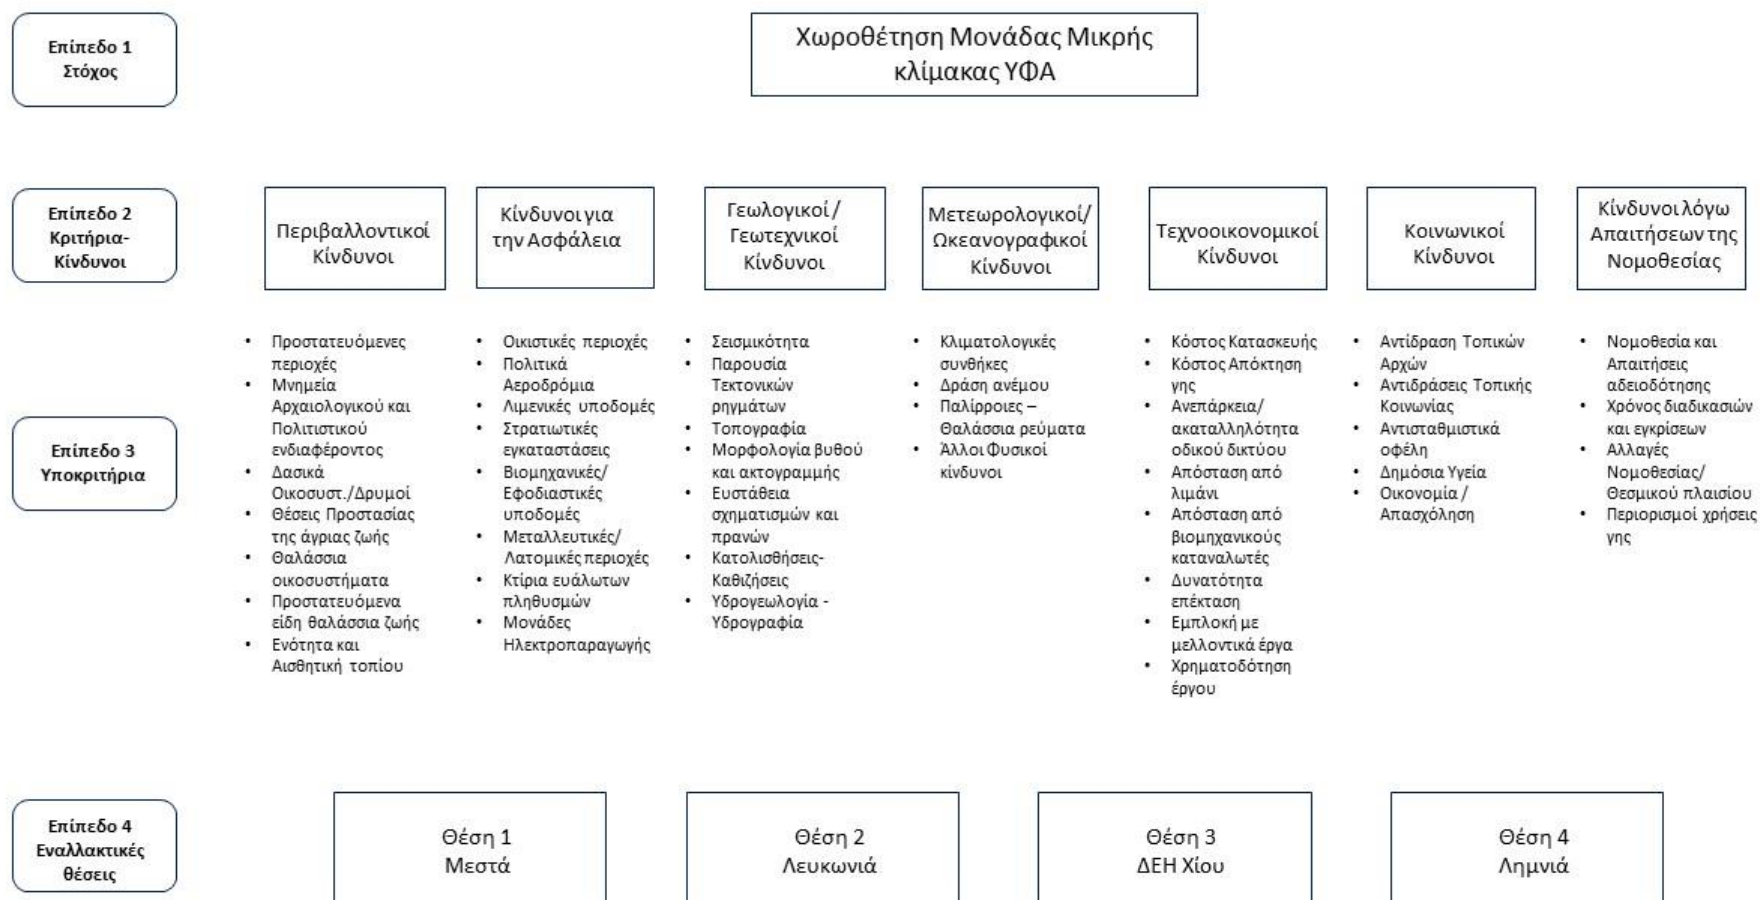 Επίπεδο 1
Στόχος
Χωροθέτηση Μονάδας Μικρής
κλίμακας ΥΦΑ
Επίπεδο 2
Κριτήρια-
Κίνδυνοι
Περιβαλλοντικοί
Κίνδυνοι
Κίνδυνοι για
την Ασφάλεια
Γεωλογικοί /
Γεωτεχνικοί
Κίνδυνοι
Μετεωρολογικοί/
Ωκεανογραφικοί
Κίνδυνοι
Τεχνοοικονομικοί
Κίνδυνοι
Κοινωνικοί
Κίνδυνοι
Κίνδυνοι λόγω
Απαιτήσεων της
Νομοθεσίας
Επίπεδο 3
Υποκριτήρια
• Προστατευόμενες
περιοχές
• Μνημεία
Αρχαιολογικού και
Πολιτιστικού
ενδιαφέροντος
• Δασικά
Οικοσυστ./Δρυμοί
• Θέσεις Προστασίας
της άγριας ζωής
• Θαλάσσια
οικοσυστήματα
• Προστατευόμενα
είδη θαλάσσια ζωής
• Ενότητα και
Αισθητική τοπίου
• Οικιστικές περιοχές
• Πολιτικά
Αεροδρόμια
• Λιμενικές υποδομές
• Στρατιωτικές
εγκαταστάσεις
• Βιομηχανικές/
Εφοδιαστικές
υποδομές
• Μεταλλευτικές/
Λατομικές περιοχές
• Κτίρια ευάλωτων
πληθυσμών
• Μονάδες
Ηλεκτροπαραγωγής
• Σεισμικότητα
• Παρουσία
Τεκτονικών
ρηγμάτων
• Τοπογραφία
• Μορφολογία βυθού
και ακτογραμμής
• Ευστάθεια
σχηματισμών και
πρανών
• Κατολισθήσεις-
Καθιζήσεις
• Υδρογεωλογία -
Υδρογραφία
• Κλιματολογικές
συνθήκες
• Δράση ανέμου
• Παλίρροιες –
Θαλάσσια ρεύματα
• Άλλοι Φυσικοί
κίνδυνοι
• Κόστος Κατασκευής
• Κόστος Απόκτηση
γης
• Ανεπάρκεια/
ακαταλληλότητα
οδικού δικτύου
• Απόσταση από
λιμάνι
• Απόσταση από
βιομηχανικούς
καταναλωτές
• Δυνατότητα
επέκταση
• Εμπλοκή με
μελλοντικά έργα
• Χρηματοδότηση
έργου
• Αντίδραση Τοπικών
Αρχών
• Αντιδράσεις Τοπικής
Κοινωνίας
• Αντισταθμιστικά
οφέλη
• Δημόσια Υγεία
• Οικονομία /
Απασχόληση
• Νομοθεσία και
Απαιτήσεις
αδειοδότησης
• Χρόνος διαδικασιών
και εγκρίσεων
• Αλλαγές
Νομοθεσίας/
Θεσμικού πλαισίου
• Περιορισμοί χρήσεις
γης
Επίπεδο 4
Εναλλακτικές
θέσεις
Θέση 1
Μεστά
Θέση 2
Λευκωνιά
Θέση 3
ΔΕΗ Χίου
Θέση 4
Λημνιά